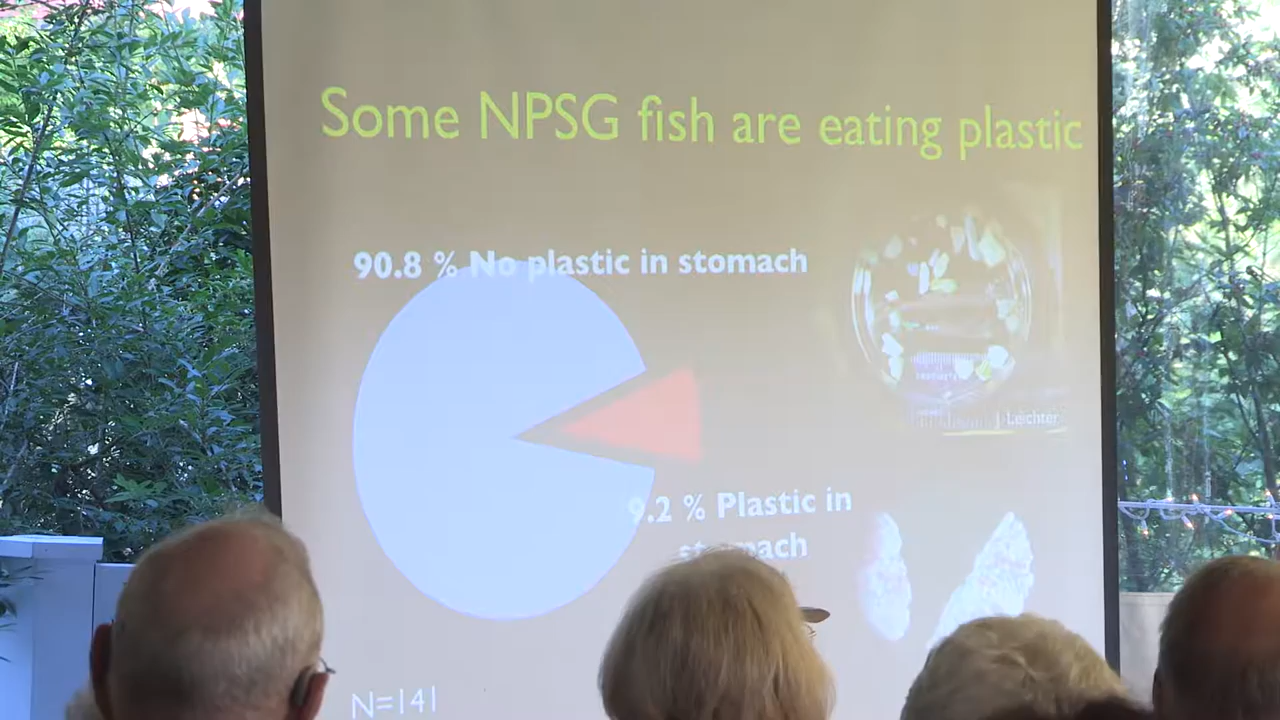 Some NPSG fish are eating plastic
90.8 % No plastic in stomach
J Leichter
9.2 % Plastic in
stomach
N=141